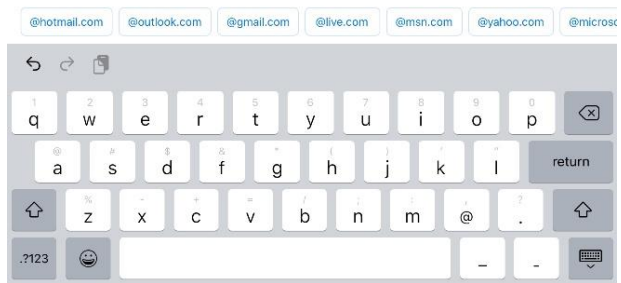 @hotmail.com @outlook.com @gmail.com @live.com @msn.com @yahoo.com @microso
1 2 3 4 5 6 7 8 9 0
q w e r t y u i o p
@ # $ & * ( ) ' "
a s d f g h j k l return
% - + = / ; : , ?
z x c v b n m @ .
.?123 _ -